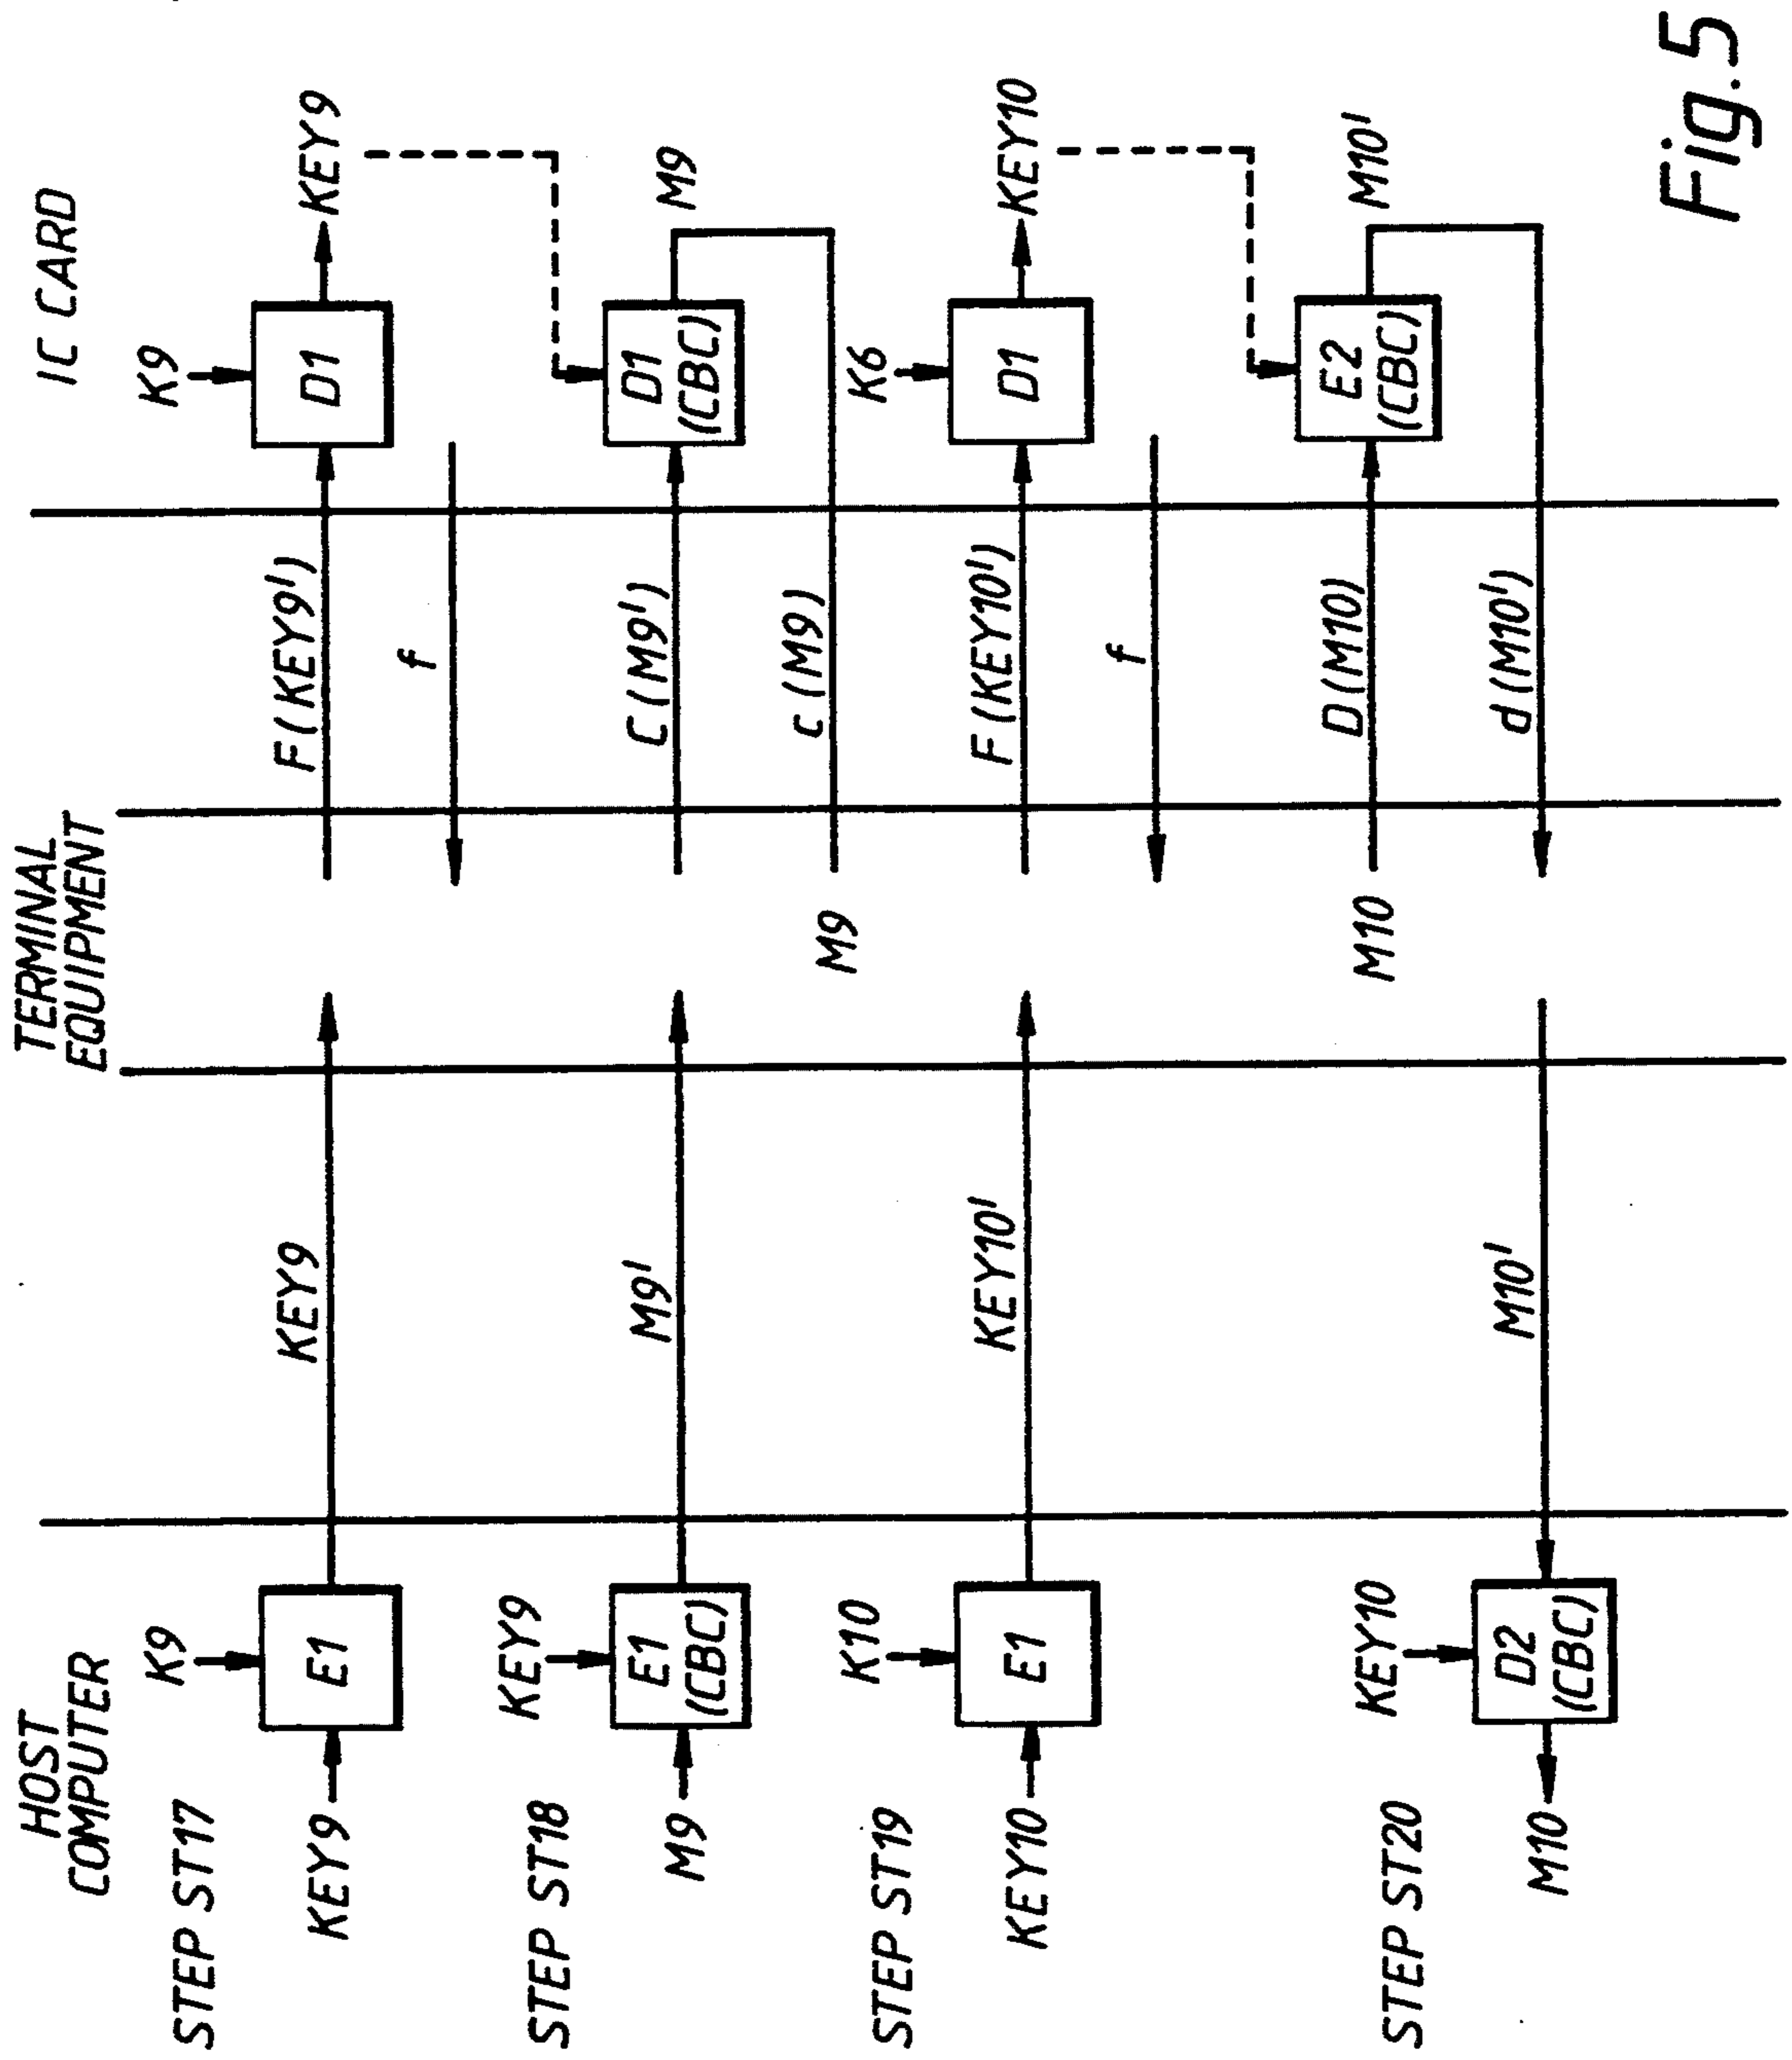 HOST
COMPUTER
TERMINAL
EQUIPMENT
IC CARD
STEP ST17
K9
K9
KEY9
E1
KEY9
F(KEY9')
D1
KEY9
f
STEP ST18
KEY9
M9
E1
(CBC)
M9'
C(M9')
D1
(CBC)
M9
M9
c(M9)
STEP ST19
K10
K6
KEY10
E1
KEY10'
F(KEY10')
D1
KEY10
f
STEP ST20
KEY10
M10
D(M10)
E2
(CBC)
M10'
M10
D2
(CBC)
M10'
d(M10')
Fig.5